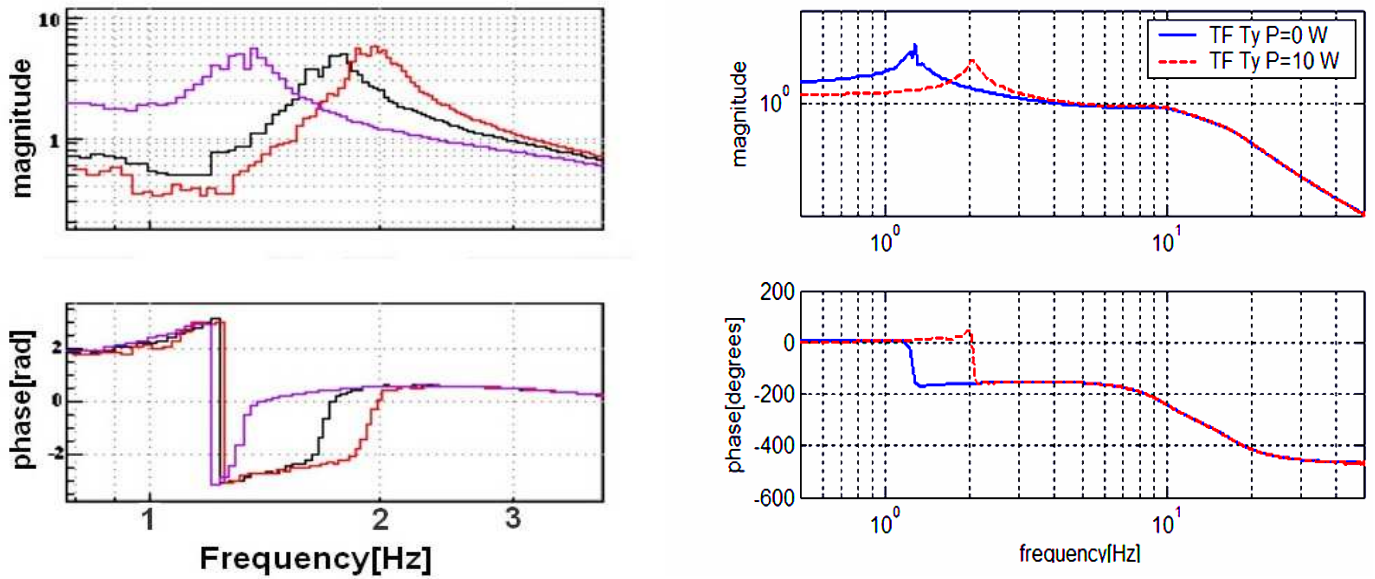 10
1
0.1
magnitude
2
0
-2
phase[rad]
1 2 3
Frequency[Hz]
TF Ty P=0 W
TF Ty P=10 W
10^0
magnitude
10^0 10^1
200
0
-200
-400
-600
phase[degrees]
10^0 10^1
frequency[Hz]